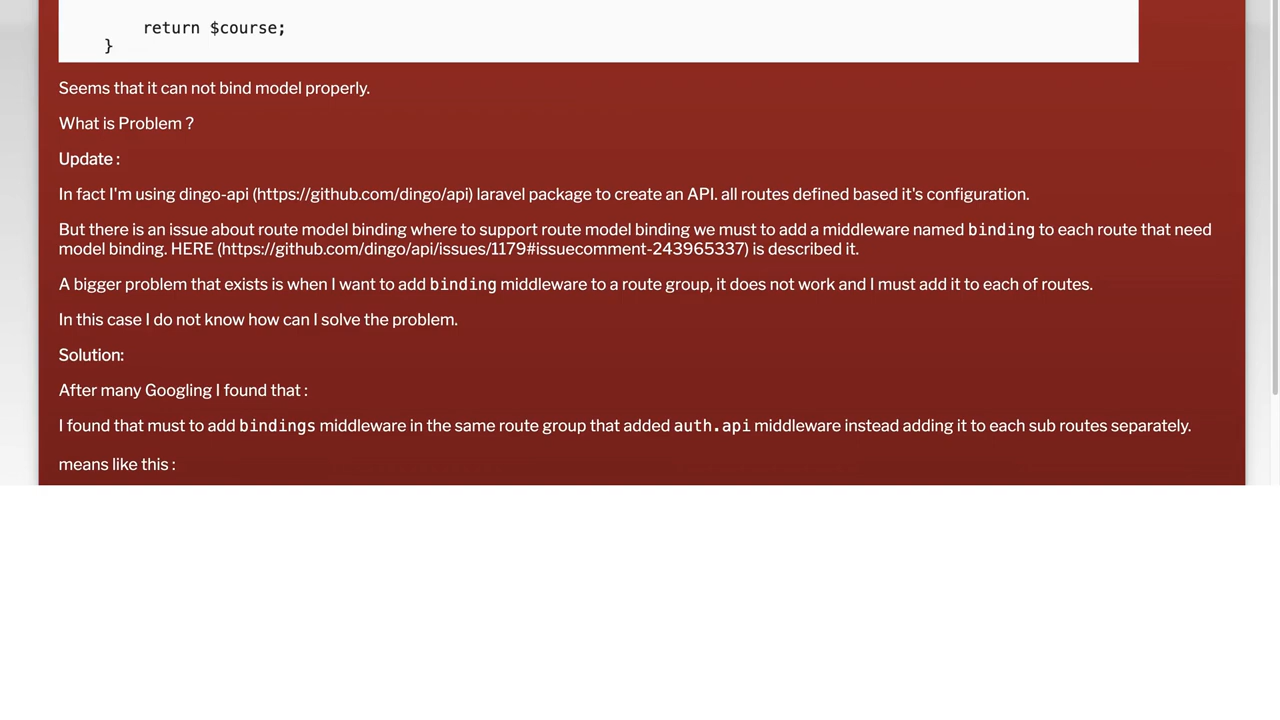 return $course;
}
Seems that it can not bind model properly.
What is Problem ?
Update :
In fact I'm using dingo-api (https://github.com/dingo/api) laravel package to create an API. all routes defined based it's configuration.
But there is an issue about route model binding where to support route model binding we must to add a middleware named binding to each route that need
model binding. HERE (https://github.com/dingo/api/issues/1179#issuecomment-243965337) is described it.
A bigger problem that exists is when I want to add binding middleware to a route group, it does not work and I must add it to each of routes.
In this case I do not know how can I solve the problem.
Solution:
After many Googling I found that :
I found that must to add bindings middleware in the same route group that added auth.api middleware instead adding it to each sub routes separately.
means like this :